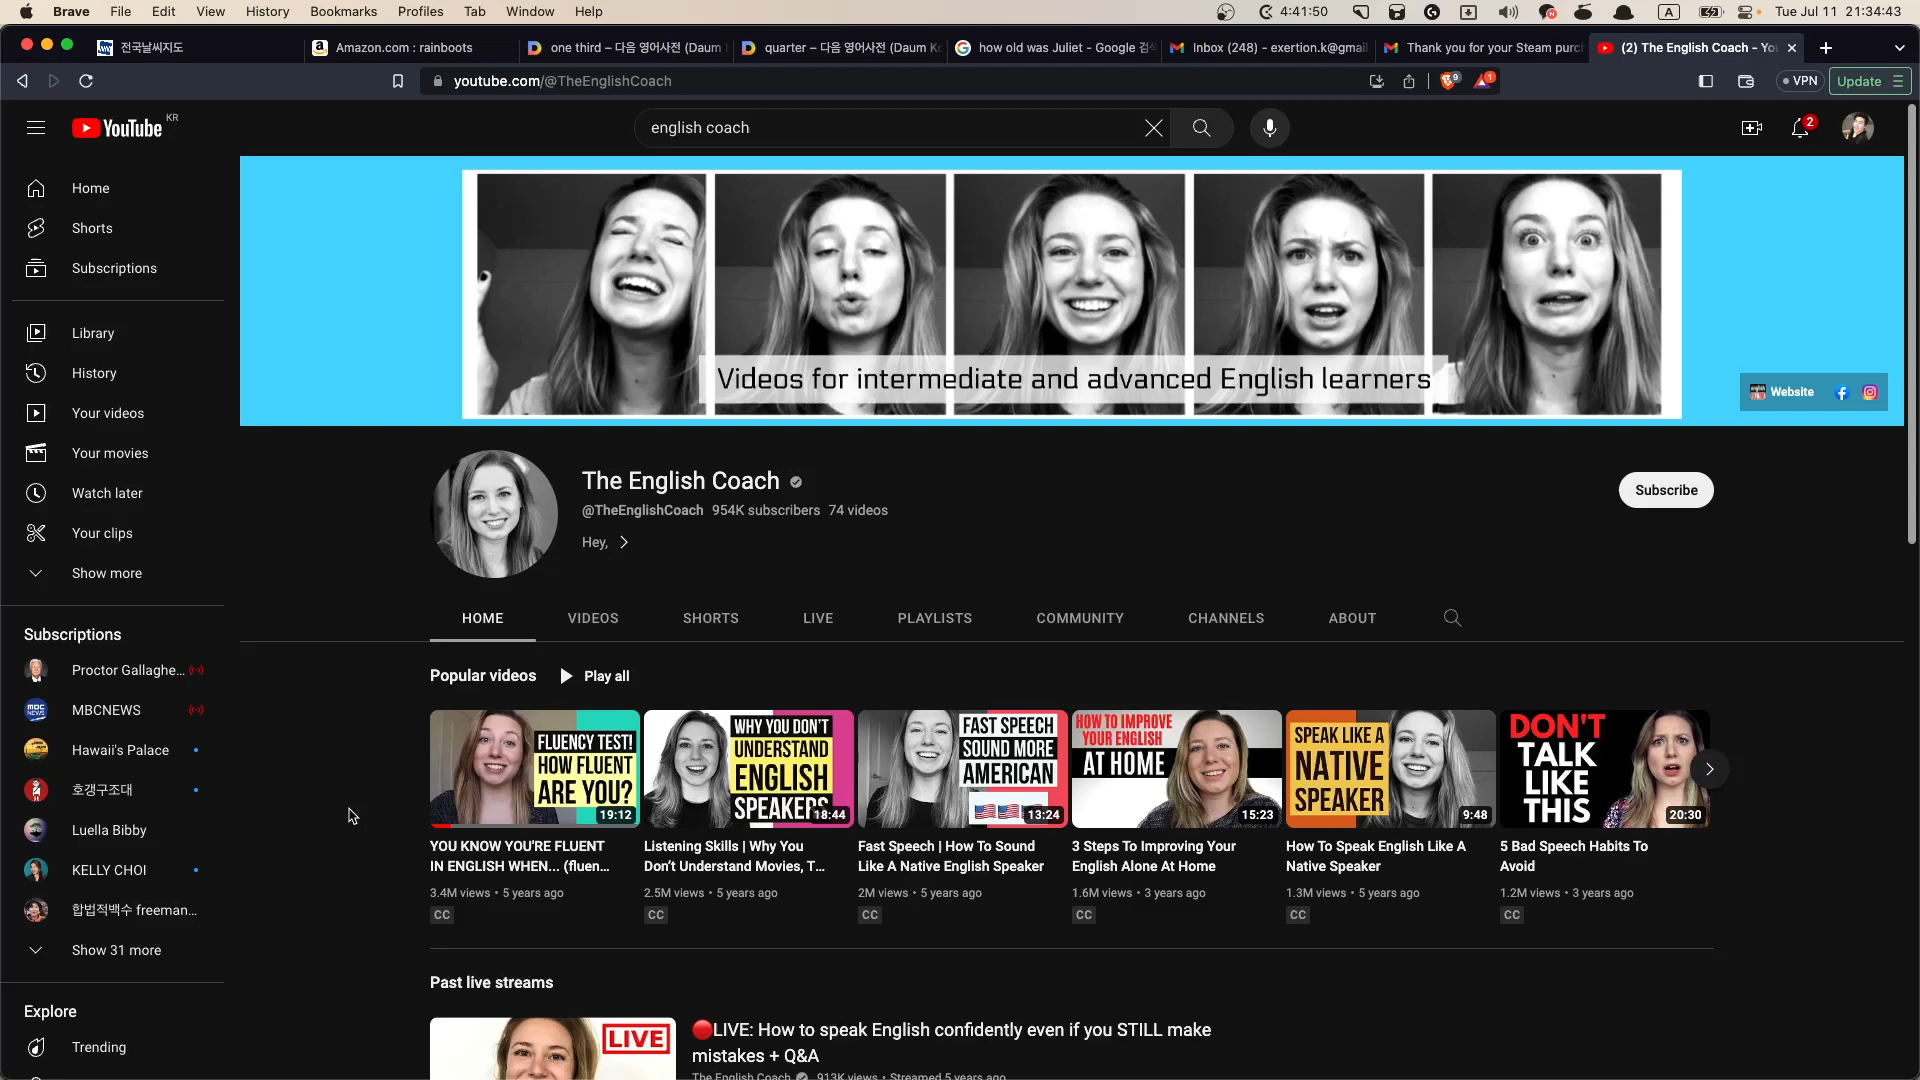 Brave File Edit View History Bookmarks Profiles Tab Window Help 4:41:50 A Tue Jul 11 21:34:43
전국날씨지도 Amazon.com : rainboots one third – 다음 영어사전 (Daum quarter – 다음 영어사전 (Daum how old was Juliet - Google Inbox (248) - exertion.k@gmail Thank you for your Steam (2) The English Coach - You
youtube.com/@TheEnglishCoach 9 1 VPN Update
YouTube KR english coach 2
Home
Shorts
Subscriptions
Library
History
Your videos
Your movies
Watch later
Your clips
Show more
Subscriptions
Proctor Gallaghe...
MBCNEWS
Hawaii's Palace
호갱구조대
Luella Bibby
KELLY CHOI
합법적백수 freeman...
Show 31 more
Explore
Trending
Videos for intermediate and advanced English learners
Website
The English Coach
@TheEnglishCoach 954K subscribers 74 videos
Hey,
Subscribe
HOME VIDEOS SHORTS LIVE PLAYLISTS COMMUNITY CHANNELS ABOUT
Popular videos Play all
FLUENCY TEST!
HOW FLUENT
ARE YOU?
19:12
YOU KNOW YOU'RE FLUENT
IN ENGLISH WHEN... (fluen...
3.4M views • 5 years ago
CC
WHY YOU DON'T
UNDERSTAND
ENGLISH
SPEAKERS
18:44
Listening Skills | Why You
Don't Understand Movies, T...
2.5M views • 5 years ago
CC
FAST SPEECH
SOUND MORE
AMERICAN
13:24
Fast Speech | How To Sound
Like A Native English Speaker
2M views • 5 years ago
CC
HOW TO IMPROVE
YOUR ENGLISH
AT HOME
15:23
3 Steps To Improving Your
English Alone At Home
1.6M views • 3 years ago
CC
SPEAK LIKE A
NATIVE
SPEAKER
9:48
How To Speak English Like A
Native Speaker
1.3M views • 5 years ago
CC
DON'T
TALK
LIKE
THIS
20:30
5 Bad Speech Habits To
Avoid
1.2M views • 3 years ago
CC
Past live streams
LIVE
LIVE: How to speak English confidently even if you STILL make
mistakes + Q&A
The English Coach 913K views • Streamed 5 years ago